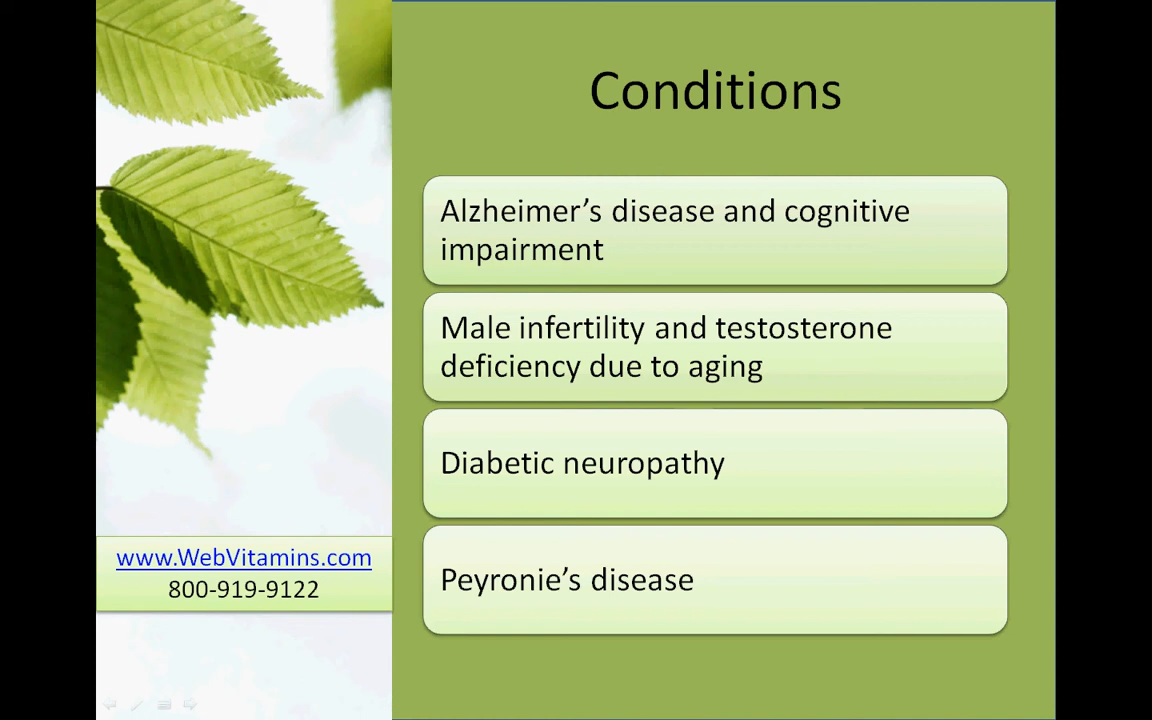 Conditions
Alzheimer’s disease and cognitive
impairment
Male infertility and testosterone
deficiency due to aging
Diabetic neuropathy
Peyronie’s disease
www.WebVitamins.com
800-919-9122